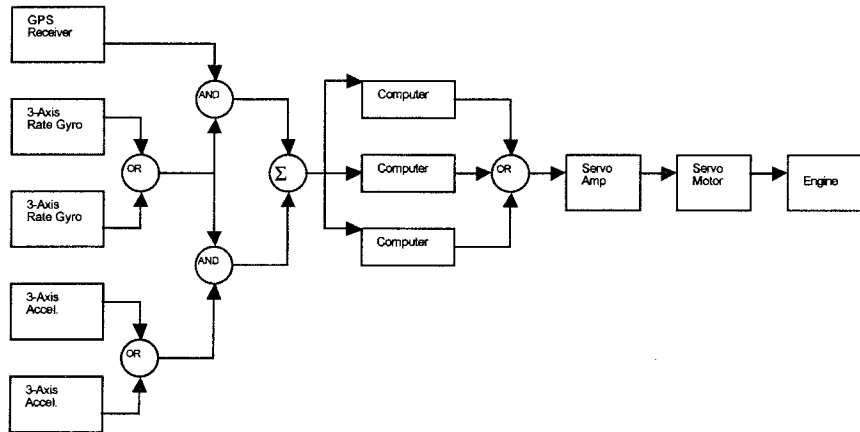 GPS
Receiver
AND
3-Axis
Rate Gyro
OR
3-Axis
Rate Gyro
AND
3-Axis
Accel.
OR
3-Axis
Accel.
Σ
Computer
Computer
Computer
OR
Servo
Amp
Servo
Motor
Engine